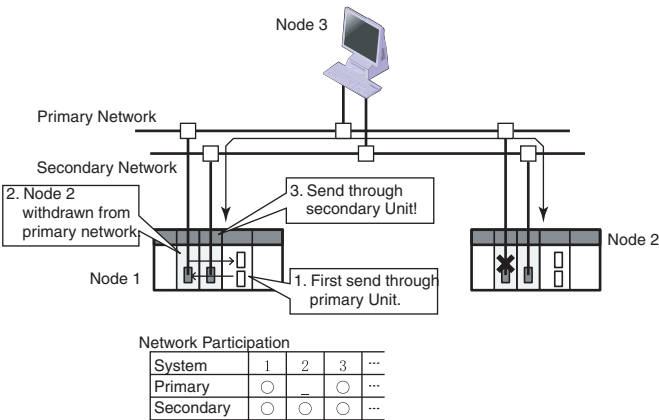 Node 3
Primary Network
Secondary Network
2. Node 2
withdrawn from
primary network
3. Send through
secondary Unit!
Node 2
Node 1
1. First send through
primary Unit.
Network Participation
System 1 2 3 ...
Primary ○ _ ○ ...
Secondary ○ ○ ○ ...